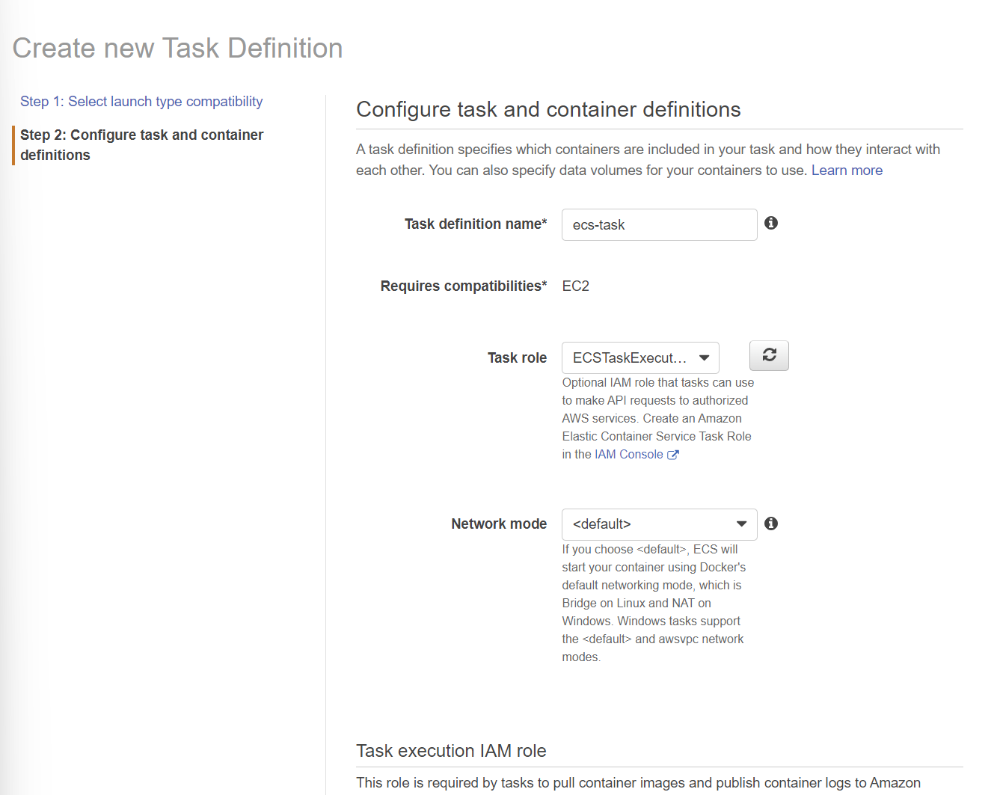 Create new Task Definition
Step 1: Select launch type compatibility
Step 2: Configure task and container
definitions
Configure task and container definitions
A task definition specifies which containers are included in your task and how they interact with
each other. You can also specify data volumes for your containers to use. Learn more
Task definition name* ecs-task
Requires compatibilities* EC2
Task role ECSTaskExecut...
Optional IAM role that tasks can use
to make API requests to authorized
AWS services. Create an Amazon
Elastic Container Service Task Role
in the IAM Console
Network mode <default>
If you choose <default>, ECS will
start your container using Docker's
default networking mode, which is
Bridge on Linux and NAT on
Windows. Windows tasks support
the <default> and awsvpc network
modes.
Task execution IAM role
This role is required by tasks to pull container images and publish container logs to Amazon